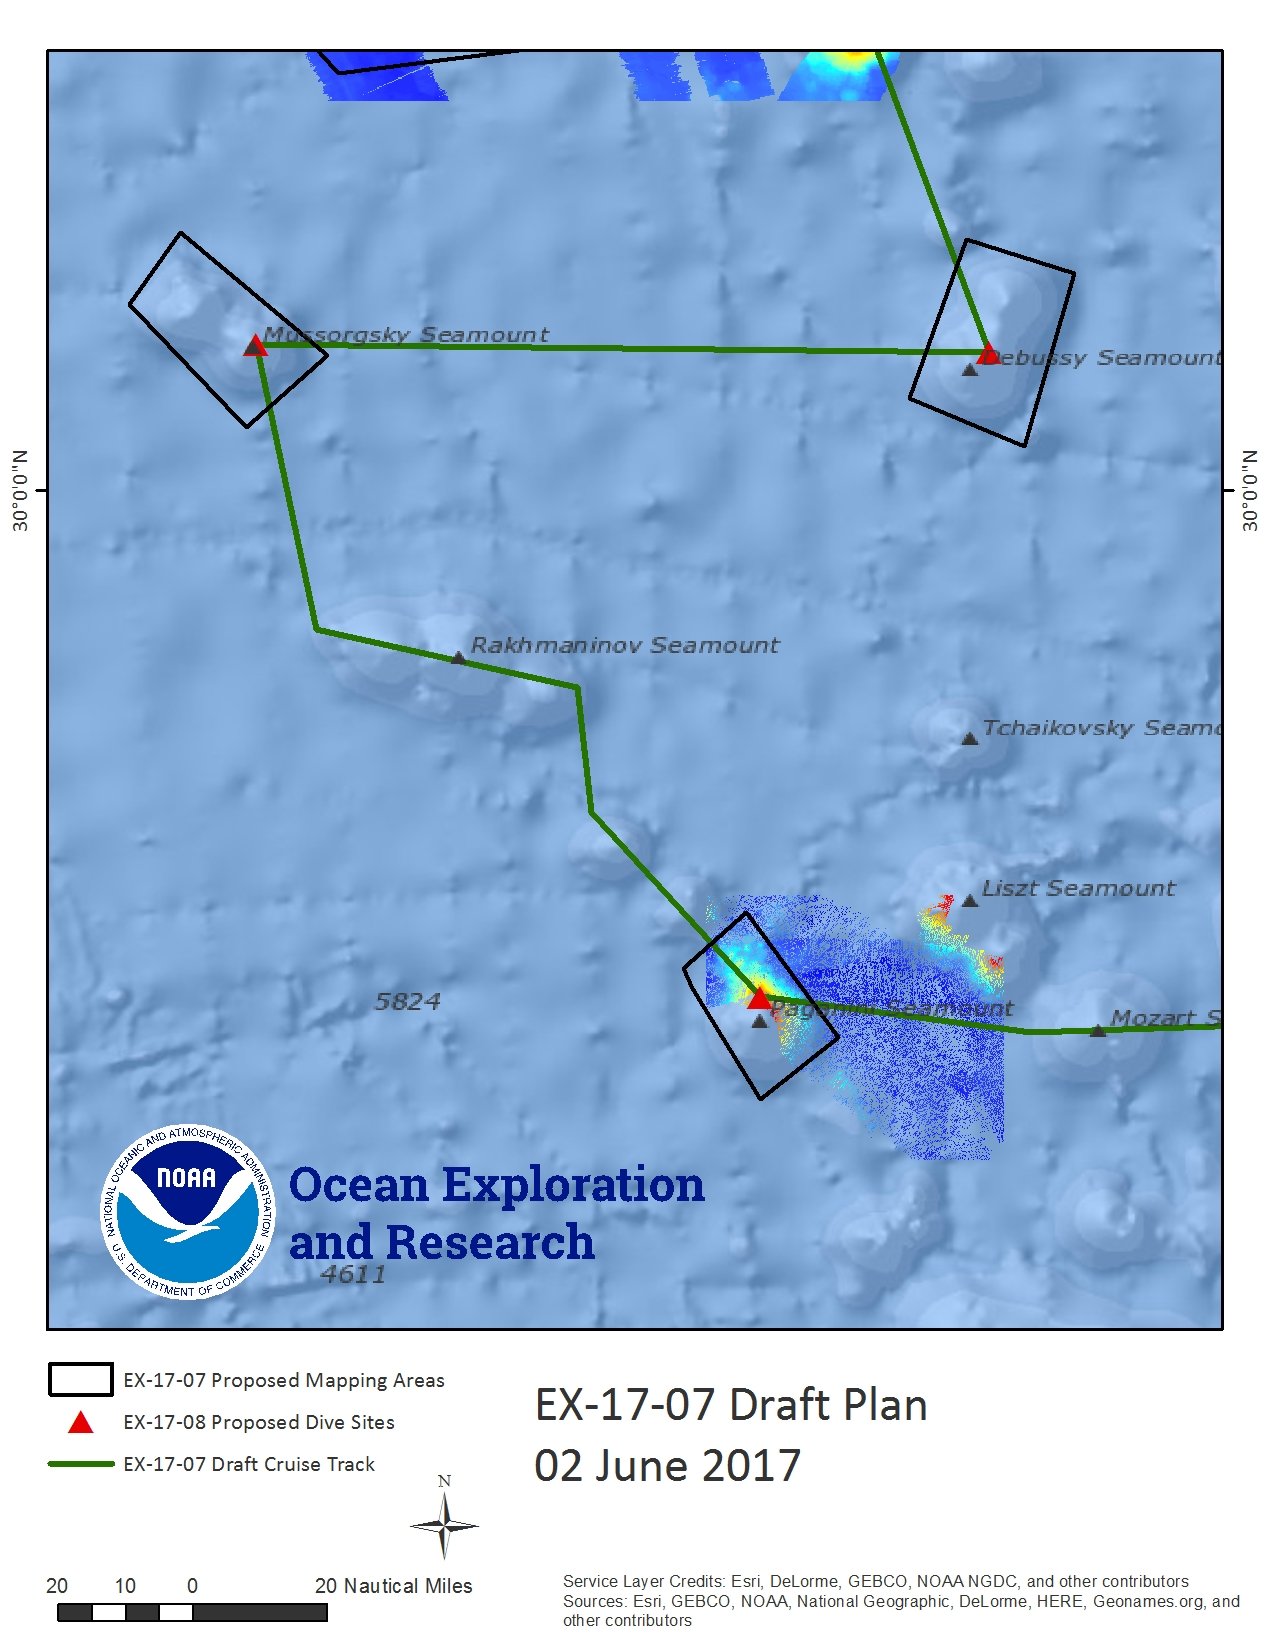 Mussorgsky Seamount
Debussy Seamount
30°0'0"N
30°0'0"N
Rakhmaninov Seamount
Tchaikovsky Seamo
Liszt Seamount
5824
Paganini Seamount
Mozart S
NATIONAL OCEANIC AND ATMOSPHERIC ADMINISTRATION
U.S. DEPARTMENT OF COMMERCE
NOAA
Ocean Exploration
and Research
4611
EX-17-07 Proposed Mapping Areas
EX-17-08 Proposed Dive Sites
EX-17-07 Draft Cruise Track
EX-17-07 Draft Plan
02 June 2017
N
20 10 0 20 Nautical Miles
Service Layer Credits: Esri, DeLorme, GEBCO, NOAA NGDC, and other contributors
Sources: Esri, GEBCO, NOAA, National Geographic, DeLorme, HERE, Geonames.org, and
other contributors